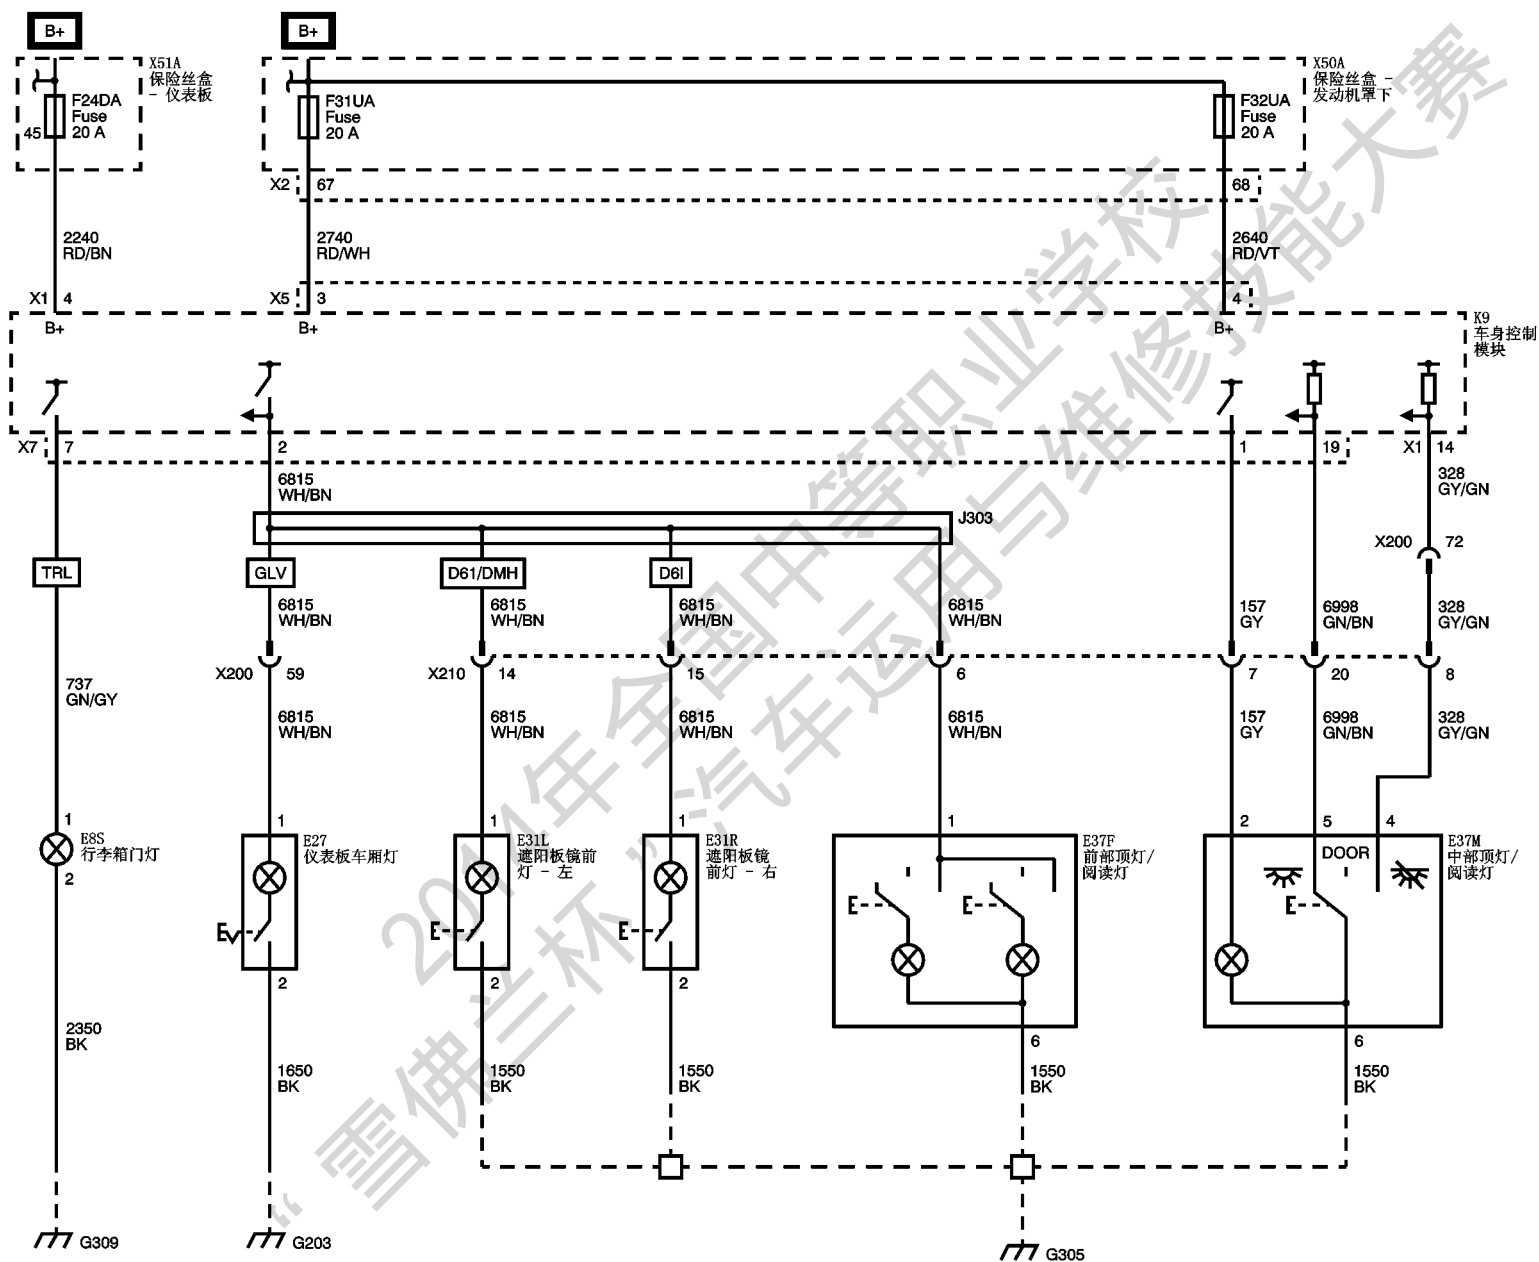 B+
B+
X51A
保险丝盒
- 仪表板
F24DA
Fuse
20 A
45
F31UA
Fuse
20 A
F32UA
Fuse
20 A
X50A
保险丝盒 -
发动机罩下
X2
67
68
2240
RD/BN
2740
RD/WH
2640
RD/VT
X1
4
X5
3
4
B+
B+
B+
K9
车身控制
模块
X7
7
2
1
19
X1
14
6815
WH/BN
328
GY/GN
J303
X200
72
TRL
GLV
D61/DMH
D6I
6815
WH/BN
6815
WH/BN
6815
WH/BN
6815
WH/BN
157
GY
6998
GN/BN
328
GY/GN
X200
59
X210
14
15
6
7
20
8
737
GN/GY
6815
WH/BN
6815
WH/BN
6815
WH/BN
6815
WH/BN
157
GY
6998
GN/BN
328
GY/GN
1
E8S
行李箱门灯
2
1
E27
仪表板车厢灯
2
1
E31L
遮阳板镜前
灯 - 左
2
1
E31R
遮阳板镜
前灯 - 右
2
1
E37F
前部顶灯/
阅读灯
6
2
5
4
DOOR
E37M
中部顶灯/
阅读灯
6
2350
BK
1650
BK
1550
BK
1550
BK
1550
BK
1550
BK
G309
G203
G305
2014年全国中等职业学校
“雪佛兰杯”汽车运用与维修技能大赛